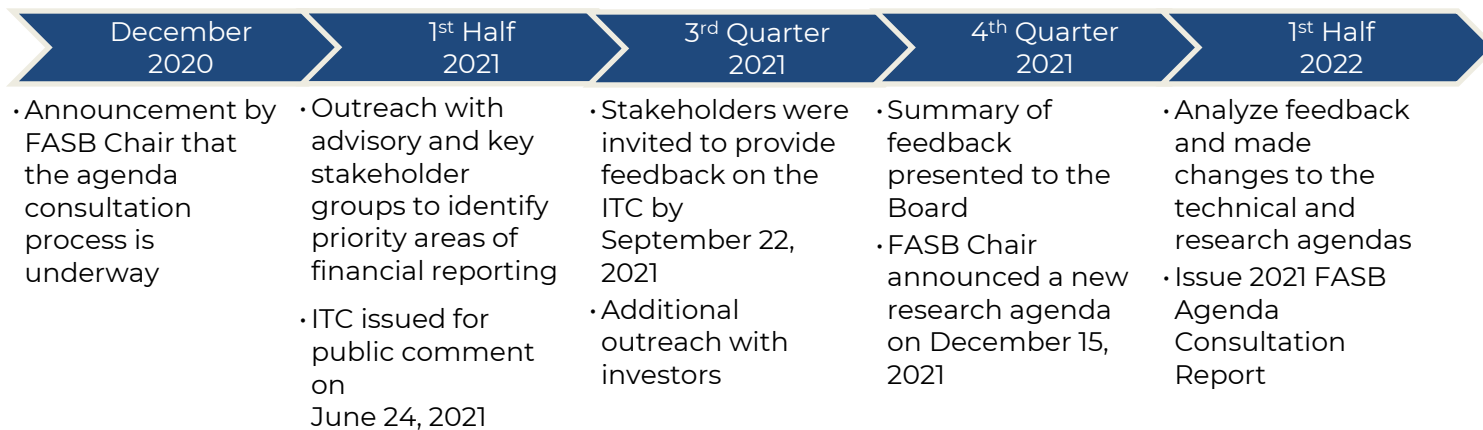 December
2020
1st Half
2021
3rd Quarter
2021
4th Quarter
2021
1st Half
2022
· Announcement by
FASB Chair that
the agenda
consultation
process is
underway
· Outreach with
advisory and key
stakeholder
groups to identify
priority areas of
financial reporting
· ITC issued for
public comment
on
June 24, 2021
· Stakeholders were
invited to provide
feedback on the
ITC by
September 22,
2021
· Additional
outreach with
investors
· Summary of
feedback
presented to the
Board
· FASB Chair
announced a new
research agenda
on December 15,
2021
· Analyze feedback
and made
changes to the
technical and
research agendas
· Issue 2021 FASB
Agenda
Consultation
Report